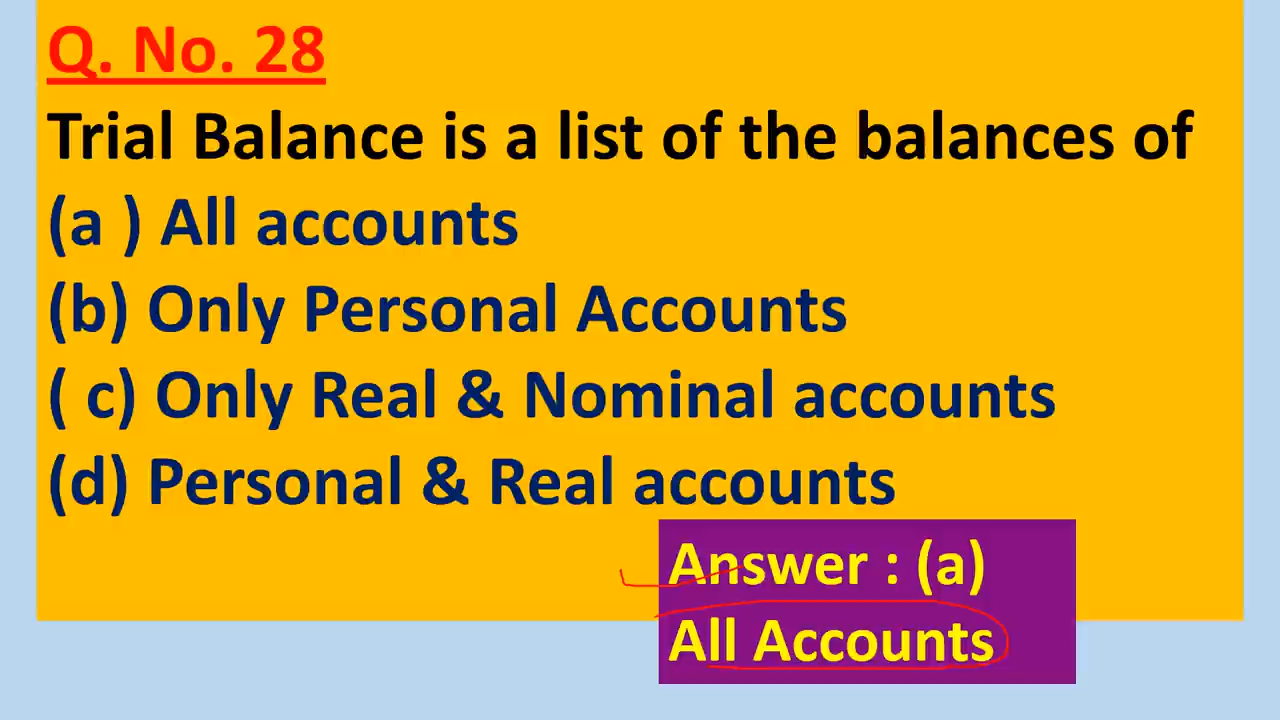 Q. No. 28
Trial Balance is a list of the balances of
(a ) All accounts
(b) Only Personal Accounts
( c) Only Real & Nominal accounts
(d) Personal & Real accounts
Answer : (a)
All Accounts